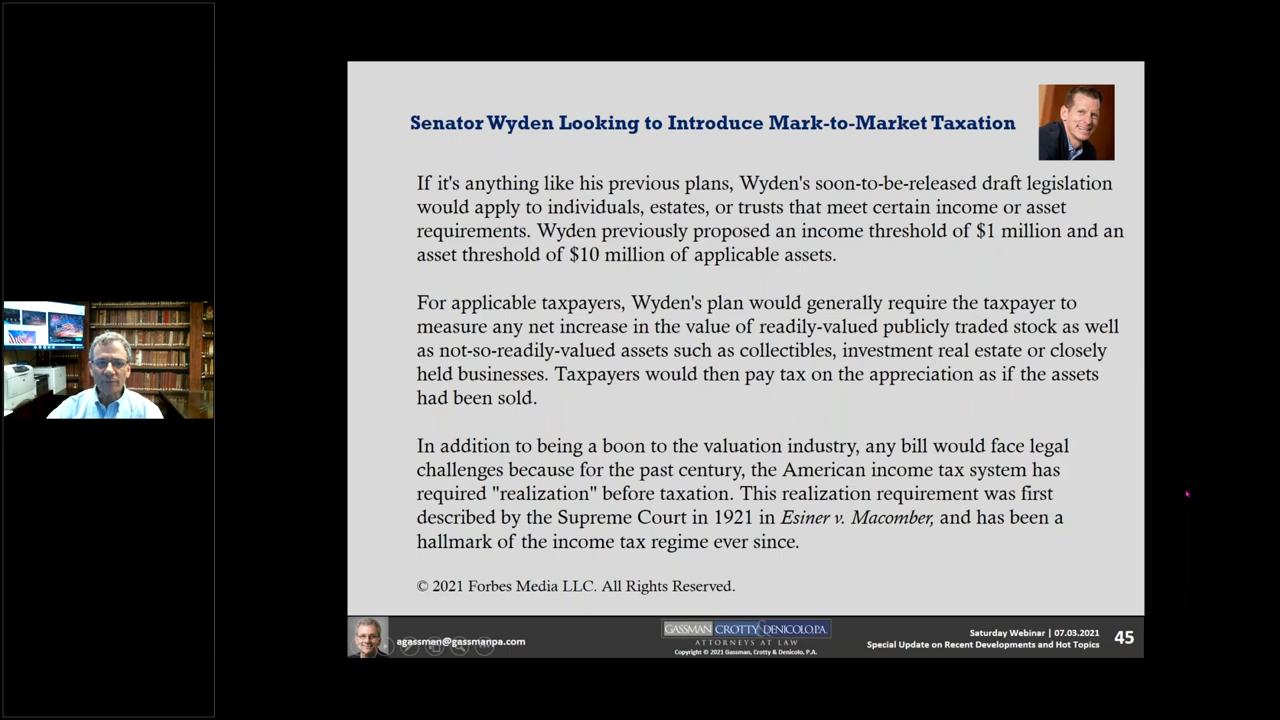 Senator Wyden Looking to Introduce Mark-to-Market Taxation
If it's anything like his previous plans, Wyden's soon-to-be-released draft legislation
would apply to individuals, estates, or trusts that meet certain income or asset
requirements. Wyden previously proposed an income threshold of $1 million and an
asset threshold of $10 million of applicable assets.
For applicable taxpayers, Wyden's plan would generally require the taxpayer to
measure any net increase in the value of readily-valued publicly traded stock as well
as not-so-readily-valued assets such as collectibles, investment real estate or closely
held businesses. Taxpayers would then pay tax on the appreciation as if the assets
had been sold.
In addition to being a boon to the valuation industry, any bill would face legal
challenges because for the past century, the American income tax system has
required "realization" before taxation. This realization requirement was first
described by the Supreme Court in 1921 in Esiner v. Macomber, and has been a
hallmark of the income tax regime ever since.
© 2021 Forbes Media LLC. All Rights Reserved.
agassman@gassmanpa.com
GASSMAN CROTTY DENICOLO, P.A.
ATTORNEYS AT LAW
Copyright © 2021 Gassman, Crotty & Denicolo, P.A.
Saturday Webinar | 07.03.2021
Special Update on Recent Developments and Hot Topics
45